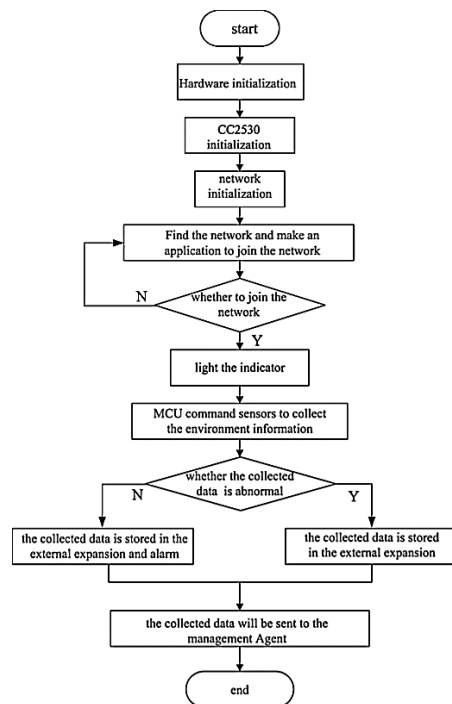 start
Hardware initialization
CC2530
initialization
network
initialization
Find the network and make an
application to join the network
N
whether to join the
network
Y
light the indicator
MCU command sensors to collect
the environment information
whether the collected
data is abnormal
N
Y
the collected data is stored in the
external expansion and alarm
the collected data is stored
in the external expansion
the collected data will be sent to the
management Agent
end